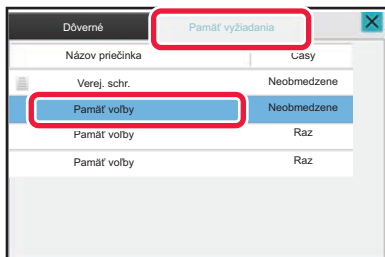 Dôverné
Pamäť vyžiadania
Názov priečinka Časy
Verej. schr. Neobmedzene
Pamäť voľby Neobmedzene
Pamäť voľby Raz
Pamäť voľby Raz